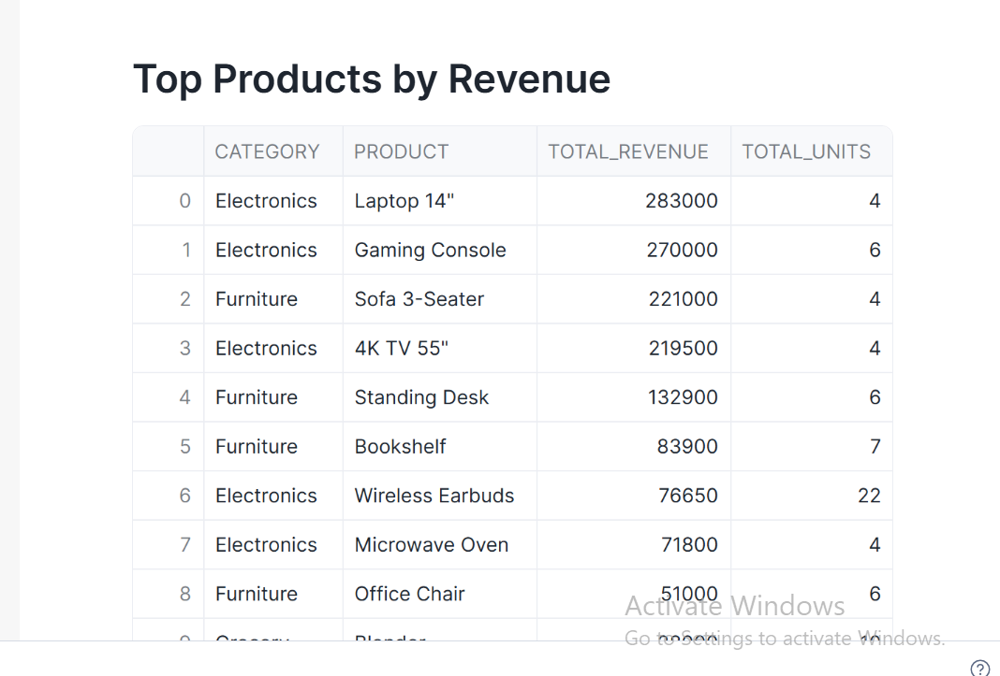 Top Products by Revenue
CATEGORY PRODUCT TOTAL_REVENUE TOTAL_UNITS
0 Electronics Laptop 14" 283000 4
1 Electronics Gaming Console 270000 6
2 Furniture Sofa 3-Seater 221000 4
3 Electronics 4K TV 55" 219500 4
4 Furniture Standing Desk 132900 6
5 Furniture Bookshelf 83900 7
6 Electronics Wireless Earbuds 76650 22
7 Electronics Microwave Oven 71800 4
8 Furniture Office Chair 51000 6
Activate Windows
9 Grocery Blender
Go to Settings to activate Windows.
?